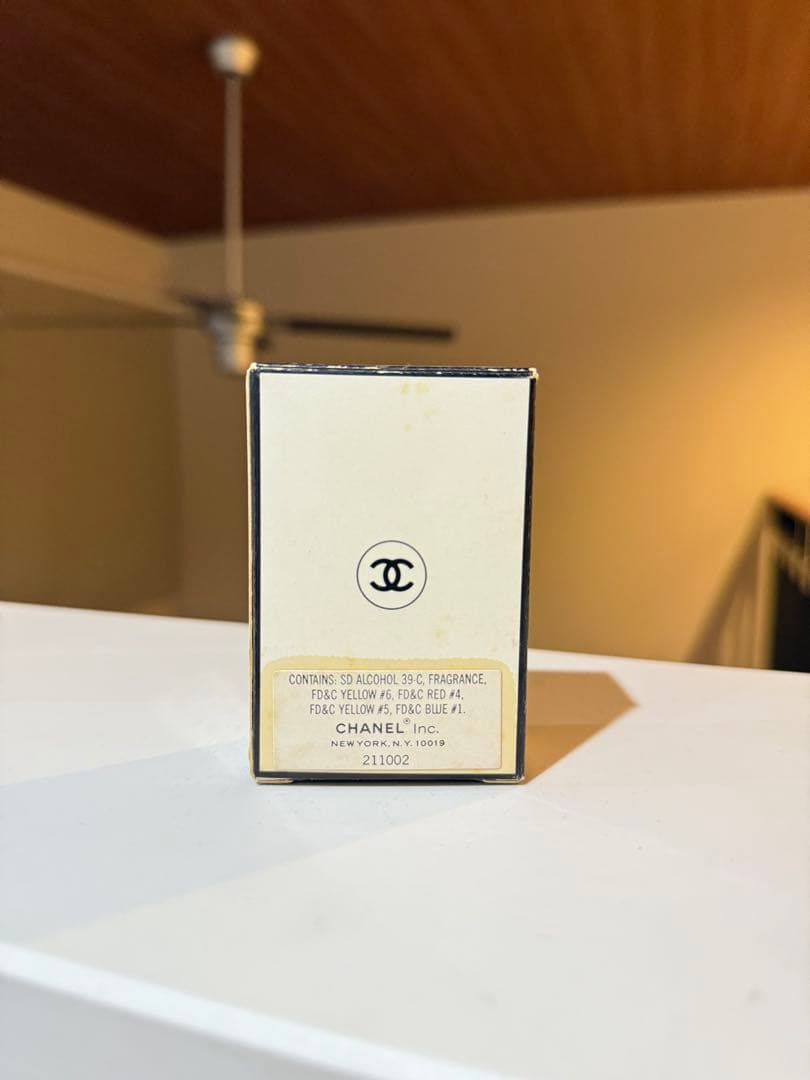 CONTAINS: SD ALCOHOL 39-C, FRAGRANCE,
FD&C YELLOW #6, FD&C RED #4,
FD&C YELLOW #5, FD&C BLUE #1.
CHANEL® Inc.
NEW YORK, N.Y. 10019
211002